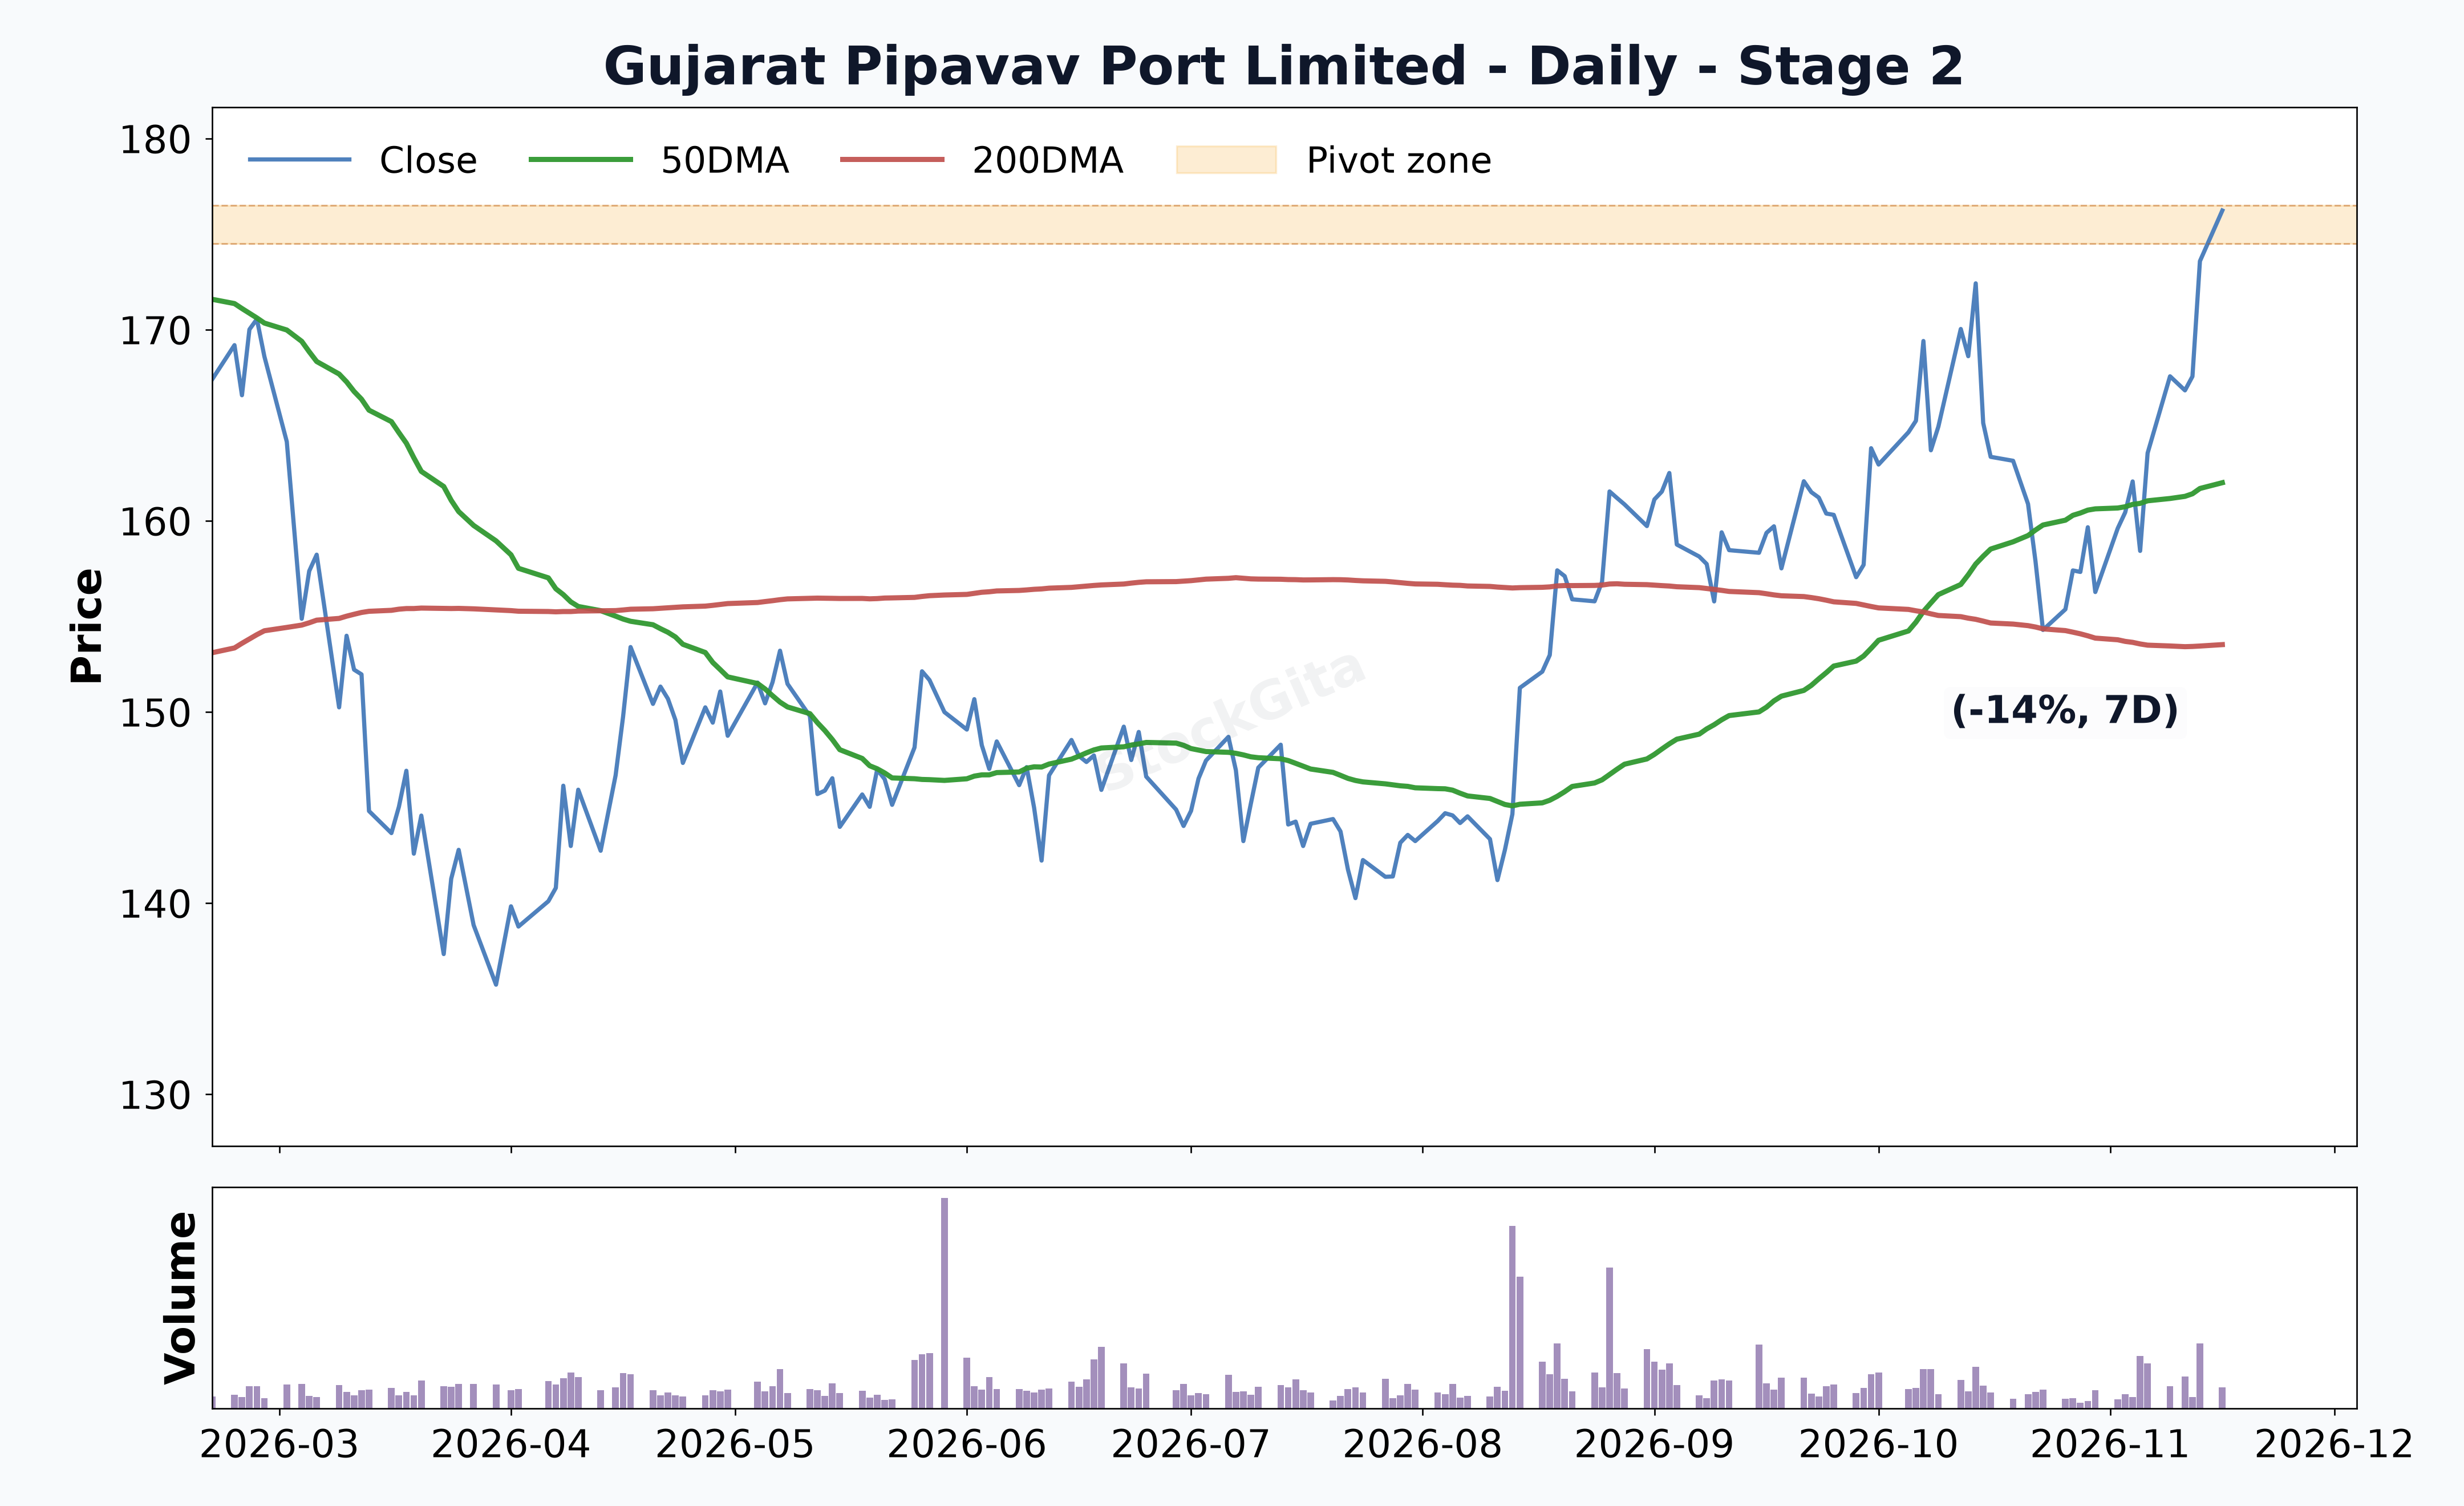 Gujarat Pipavav Port Limited - Daily - Stage 2
Close 50DMA 200DMA Pivot zone
180
170
160
150
140
130
Price
StockGita
(-14%, 7D)
Volume
2026-03 2026-04 2026-05 2026-06 2026-07 2026-08 2026-09 2026-10 2026-11 2026-12